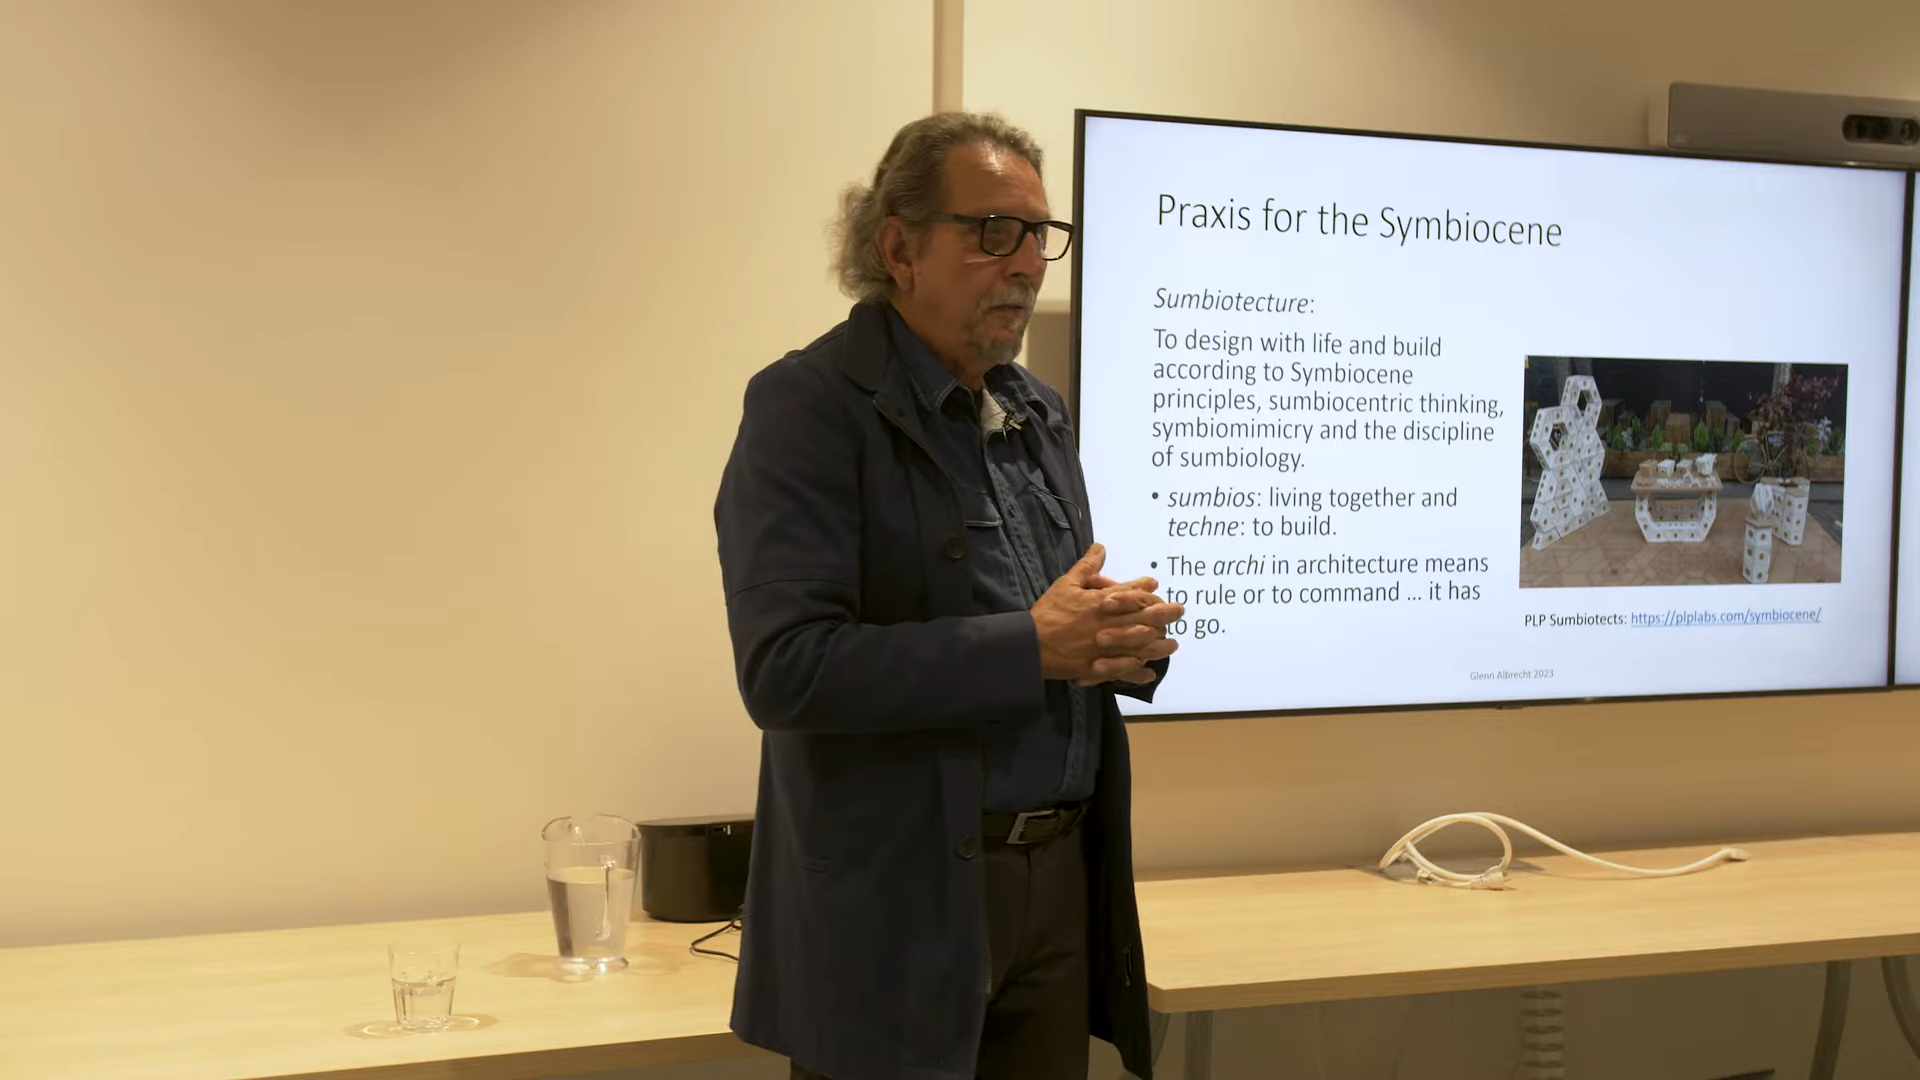 Praxis for the Symbiocene
Sumbiotecture:
To design with life and build
according to Symbiocene
principles, sumbiocentric thinking,
symbiomimicry and the discipline
of sumbiology.
• sumbios: living together and
techne: to build.
• The archi in architecture means
to rule or to command ... it has
to go.
PLP Sumbiotects: https://plplabs.com/symbiocene/
Glenn Albrecht 2023